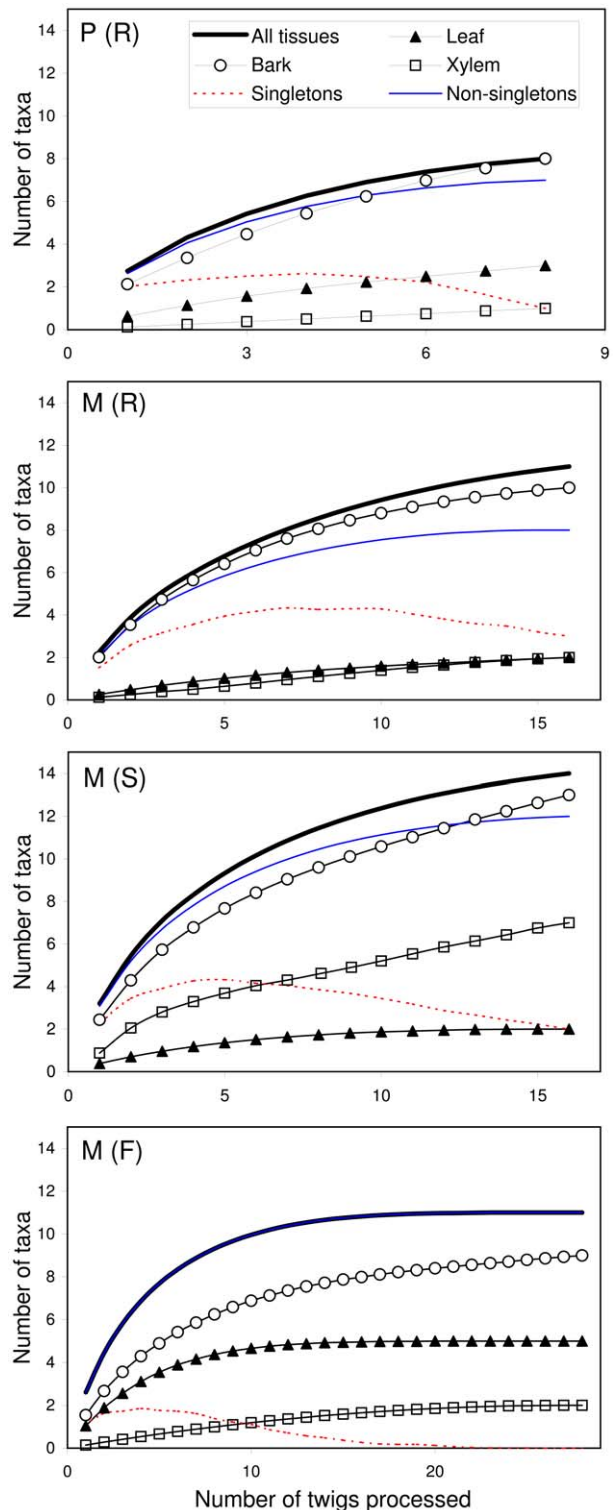 P (R)
All tissues
Leaf
Bark
Xylem
Singletons
Non-singletons
Number of taxa
14
12
10
8
6
4
2
0
0 3 6 9
M (R)
Number of taxa
14
12
10
8
6
4
2
0
0 5 10 15
M (S)
Number of taxa
14
12
10
8
6
4
2
0
0 5 10 15
M (F)
Number of taxa
14
12
10
8
6
4
2
0
0 10 20
Number of twigs processed